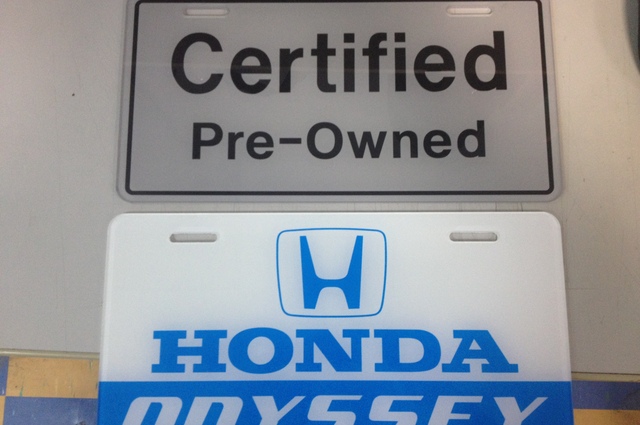 Certified
Pre-Owned
HONDA
ODYSSEY